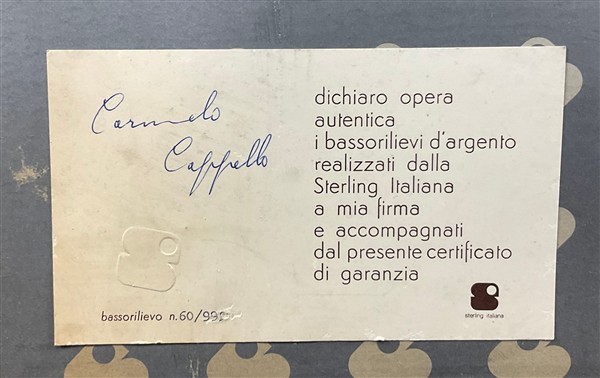 Carmelo
Cappello
bassorilievo n.60/999
dichiaro opera
autentica
i bassorilievi d'argento
realizzati dalla
Sterling Italiana
a mia firma
e accompagnati
dal presente certificato
di garanzia
sterling italiana